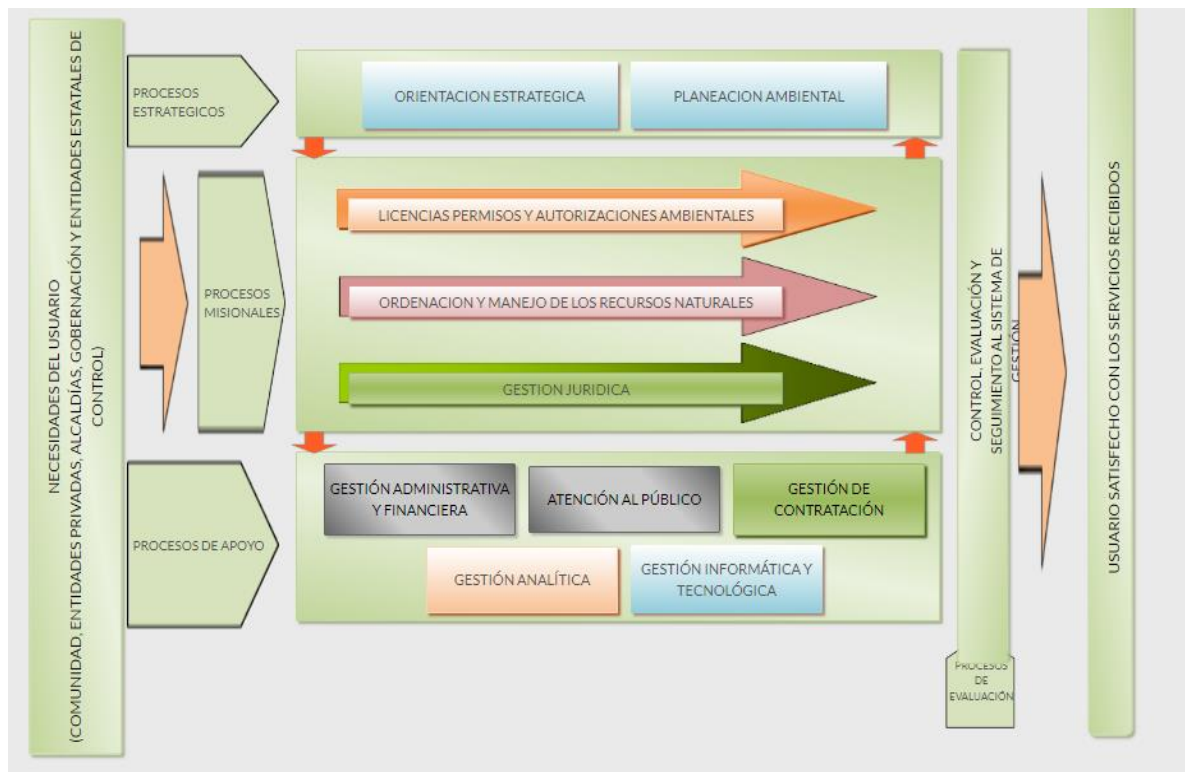 NECESIDADES DEL USUARIO
(COMUNIDAD, ENTIDADES PRIVADAS, ALCALDÍAS, GOBERNACIÓN Y ENTIDADES ESTATALES DE
CONTROL)
PROCESOS
ESTRATEGICOS
ORIENTACION ESTRATEGICA
PLANEACION AMBIENTAL
PROCESOS
MISIONALES
LICENCIAS PERMISOS Y AUTORIZACIONES AMBIENTALES
ORDENACION Y MANEJO DE LOS RECURSOS NATURALES
GESTION JURIDICA
PROCESOS DE APOYO
GESTIÓN ADMINISTRATIVA
Y FINANCIERA
ATENCIÓN AL PÚBLICO
GESTIÓN DE
CONTRATACIÓN
GESTIÓN ANALÍTICA
GESTIÓN INFORMÁTICA Y
TECNOLÓGICA
CONTROL, EVALUACIÓN Y
SEGUIMIENTO AL SISTEMA DE
GESTIÓN
PROCESOS
DE
EVALUACIÓN
USUARIO SATISFECHO CON LOS SERVICIOS RECIBIDOS